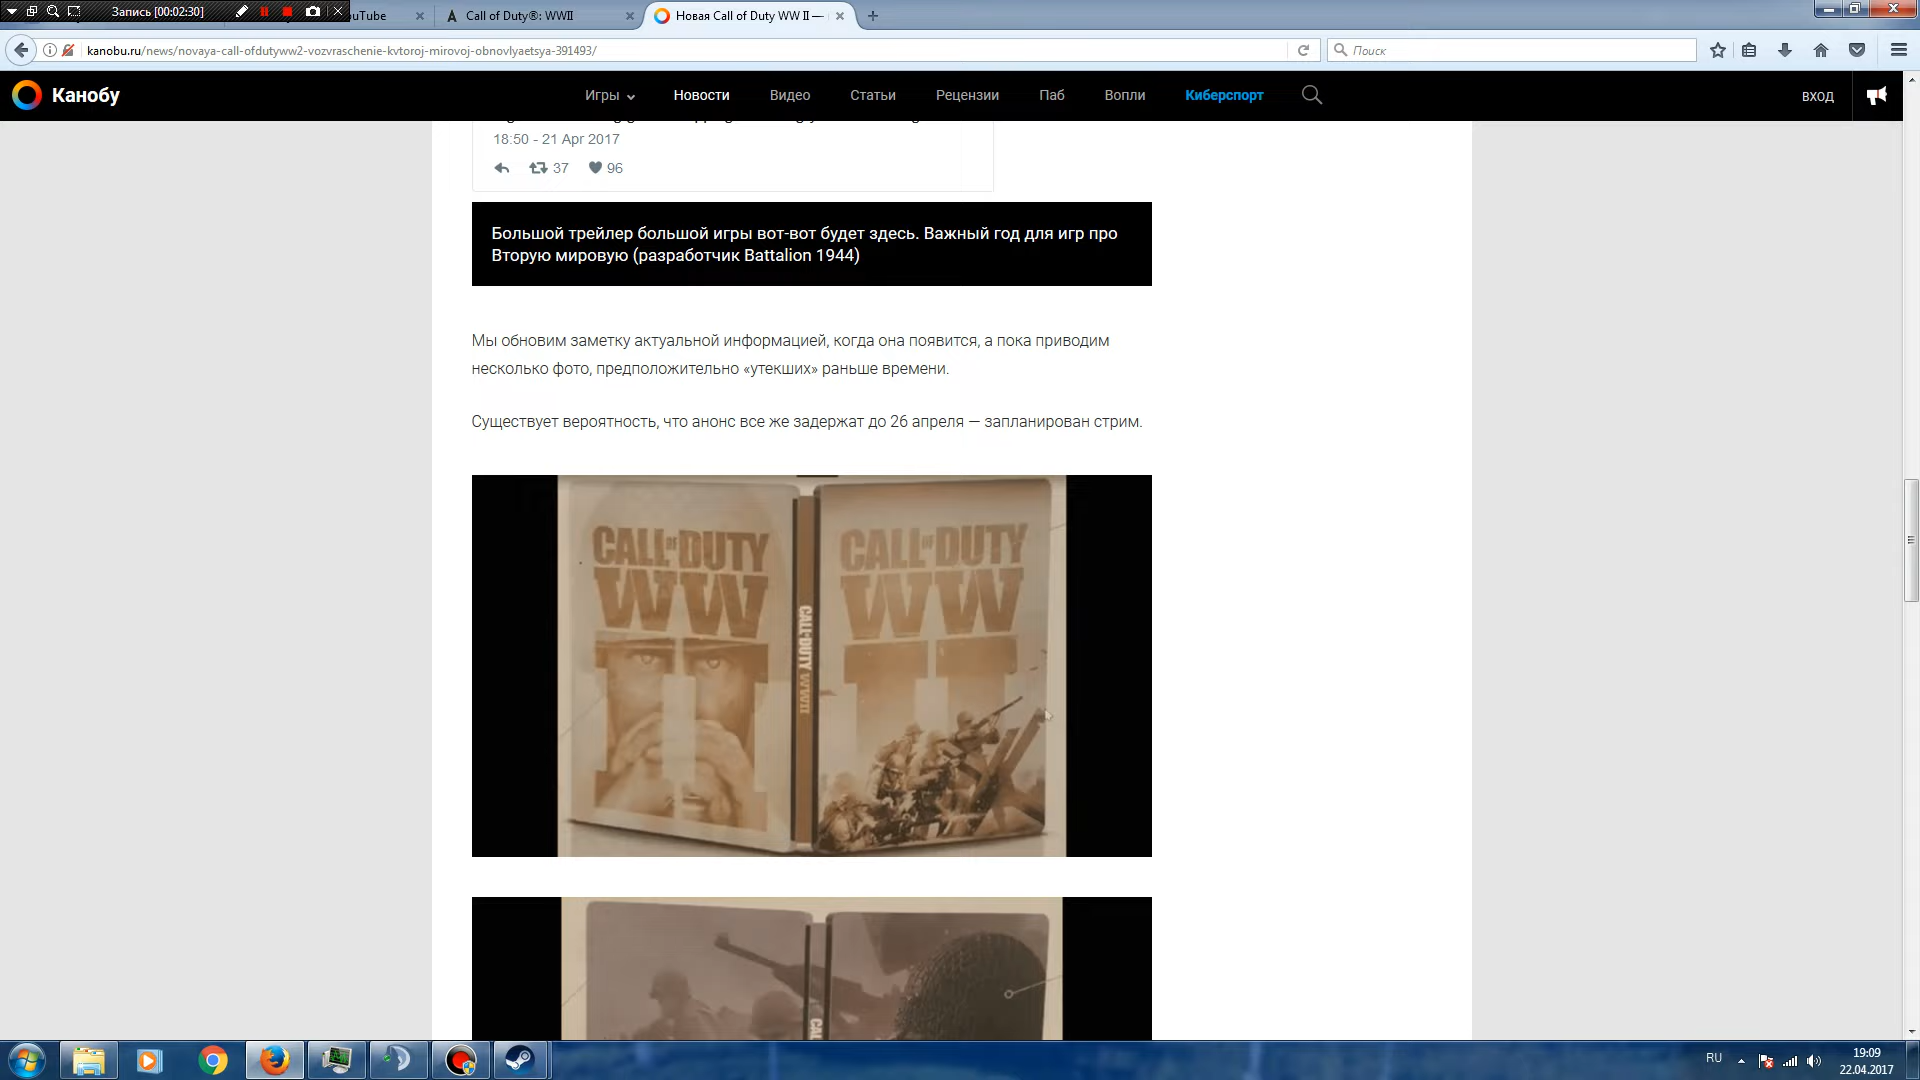 Запись [00:02:30]
ouTube
Call of Duty®: WWII
Новая Call of Duty WW II —
kanobu.ru/news/novaya-call-ofdutyww2-vozvraschenie-kvtoroj-mirovoj-obnovlyaetsya-391493/
Поиск
Канобу
Игры
Новости
Видео
Статьи
Рецензии
Паб
Вопли
Киберспорт
ВХОД
18:50 - 21 Apr 2017
37
96
Большой трейлер большой игры вот-вот будет здесь. Важный год для игр про
Вторую мировую (разработчик Battalion 1944)
Мы обновим заметку актуальной информацией, когда она появится, а пока приводим
несколько фото, предположительно «утекших» раньше времени.
Существует вероятность, что анонс все же задержат до 26 апреля — запланирован стрим.
CALL OF DUTY
WW
II
CALL OF DUTY WWII
CALL OF DUTY
WW
II
CAL
RU
19:09
22.04.2017